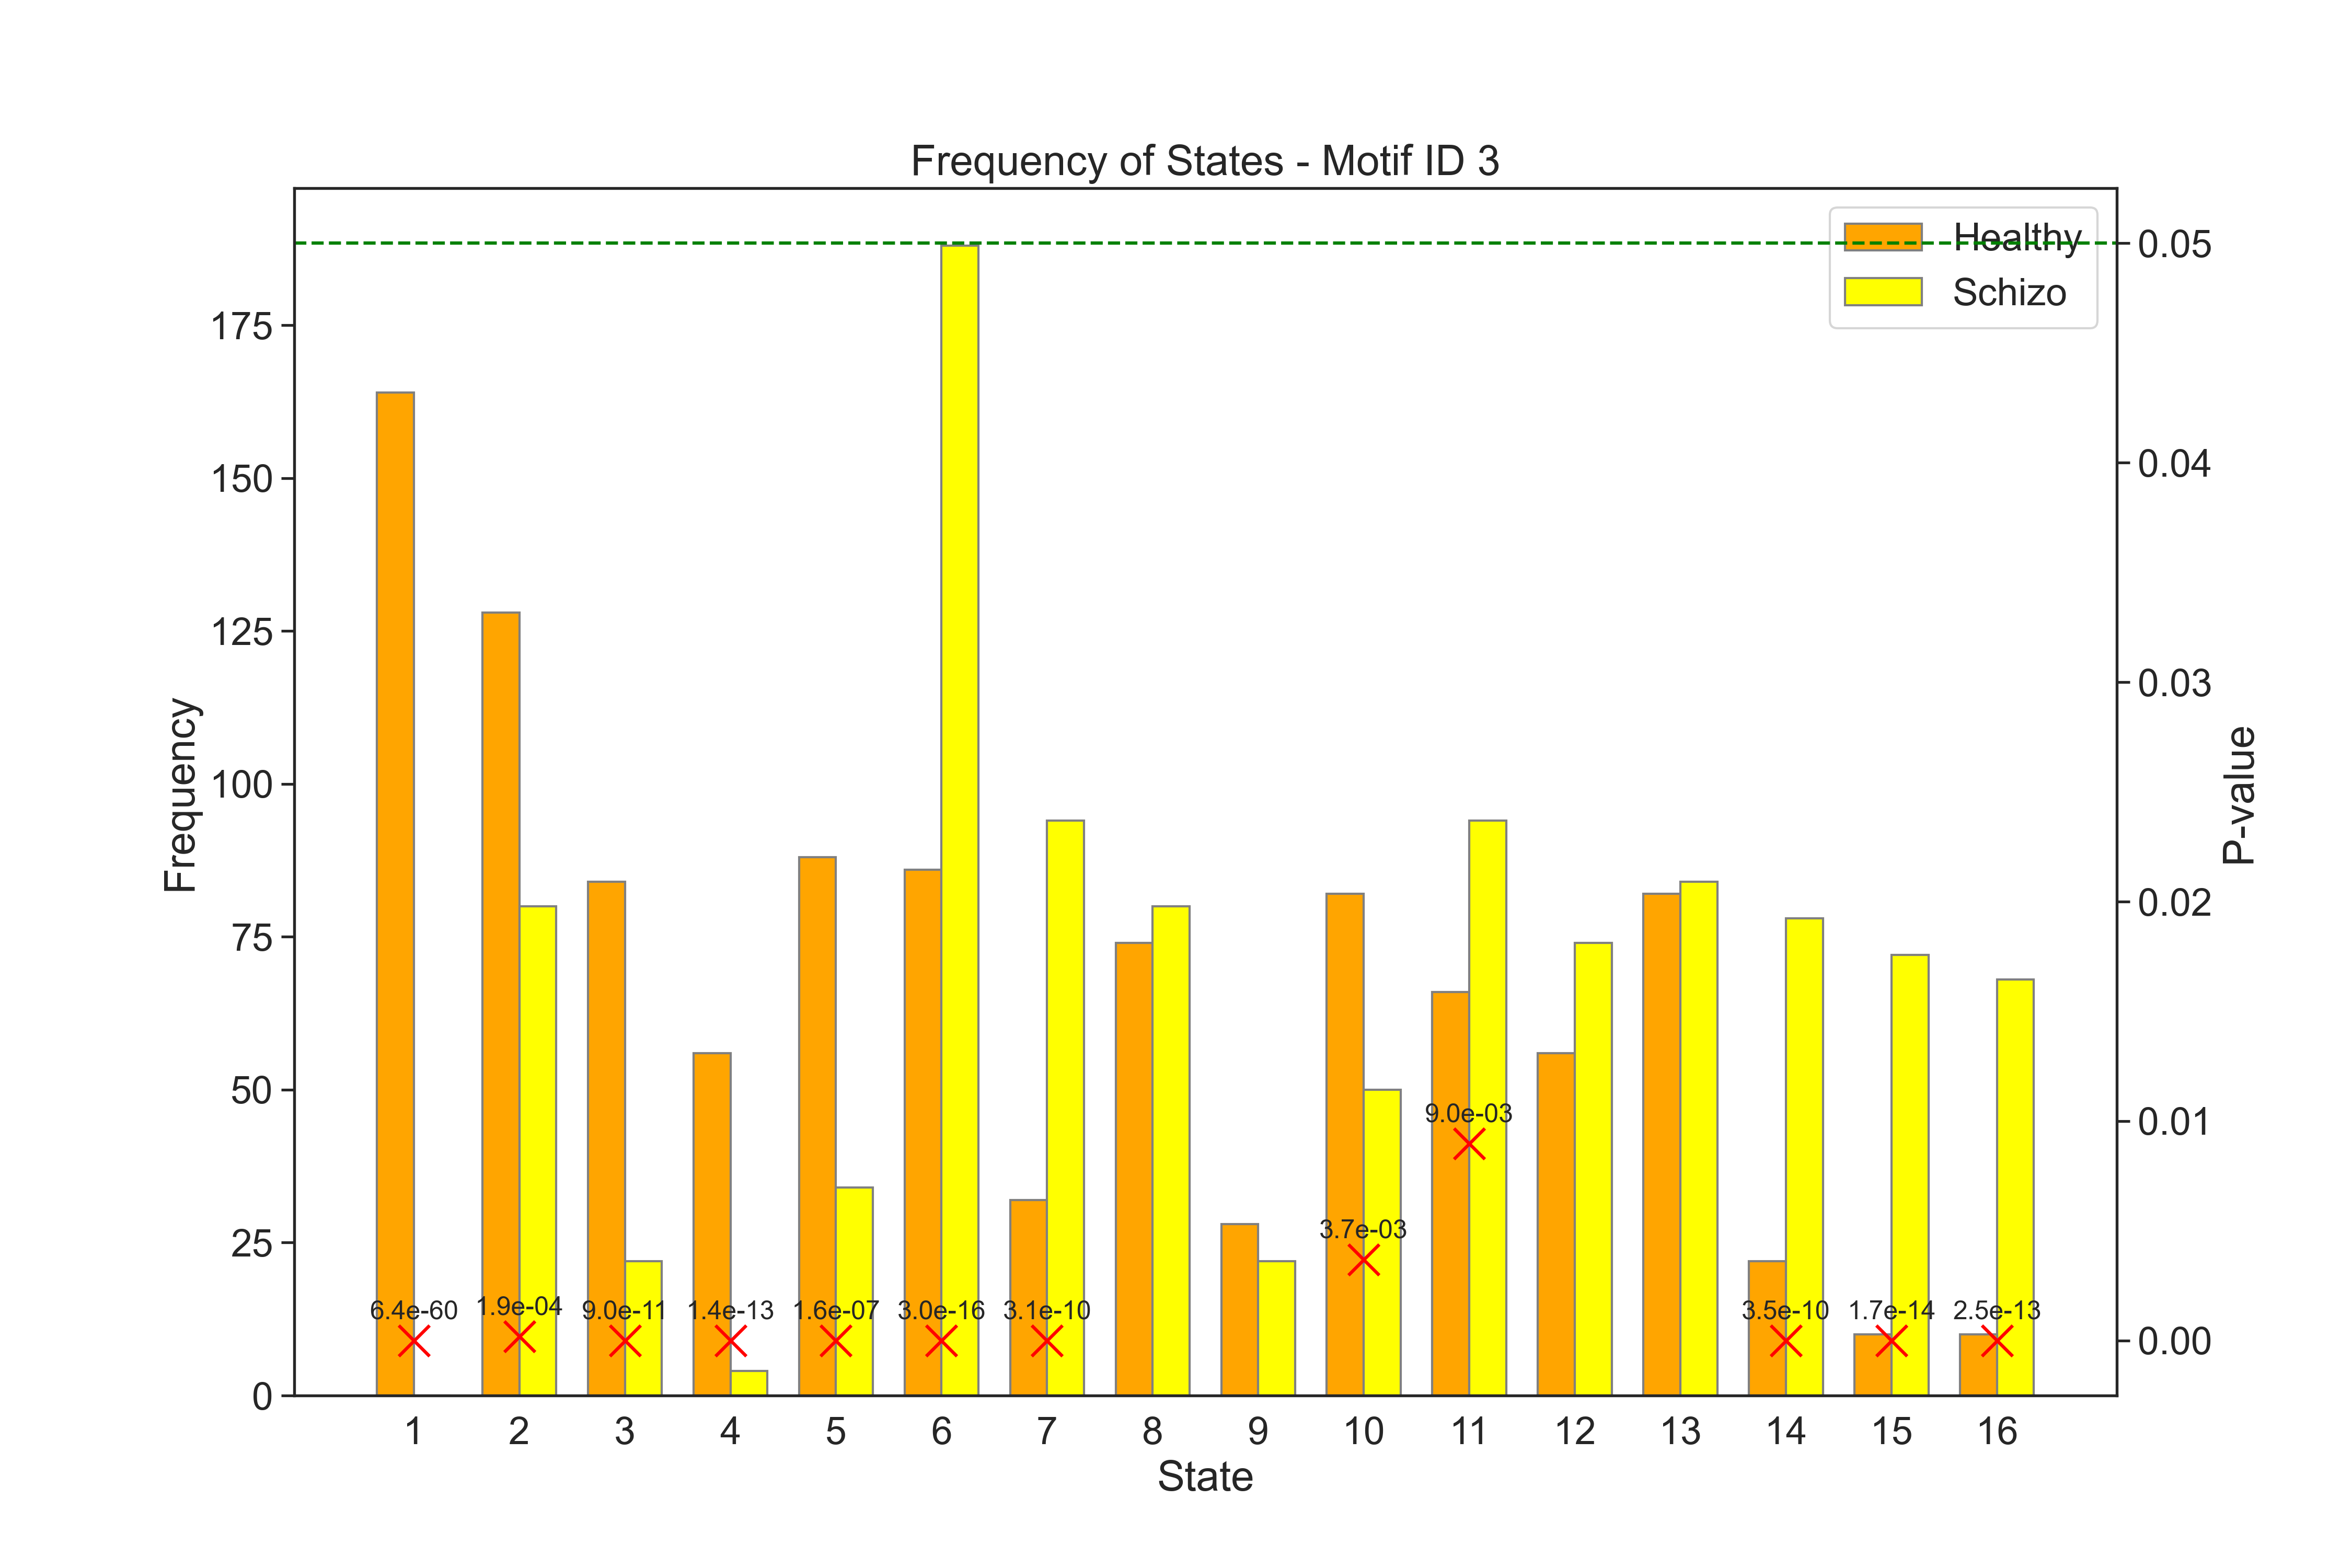 Frequency of States - Motif ID 3
Healthy
Schizo
Frequency
175
150
125
100
75
50
25
0
0.05
0.04
0.03
0.02
0.01
0.00
P-value
6.4e-60
1.9e-04
9.0e-11
1.4e-13
1.6e-07
3.0e-16
3.1e-10
3.7e-03
9.0e-03
3.5e-10
1.7e-14
2.5e-13
1 2 3 4 5 6 7 8 9 10 11 12 13 14 15 16
State